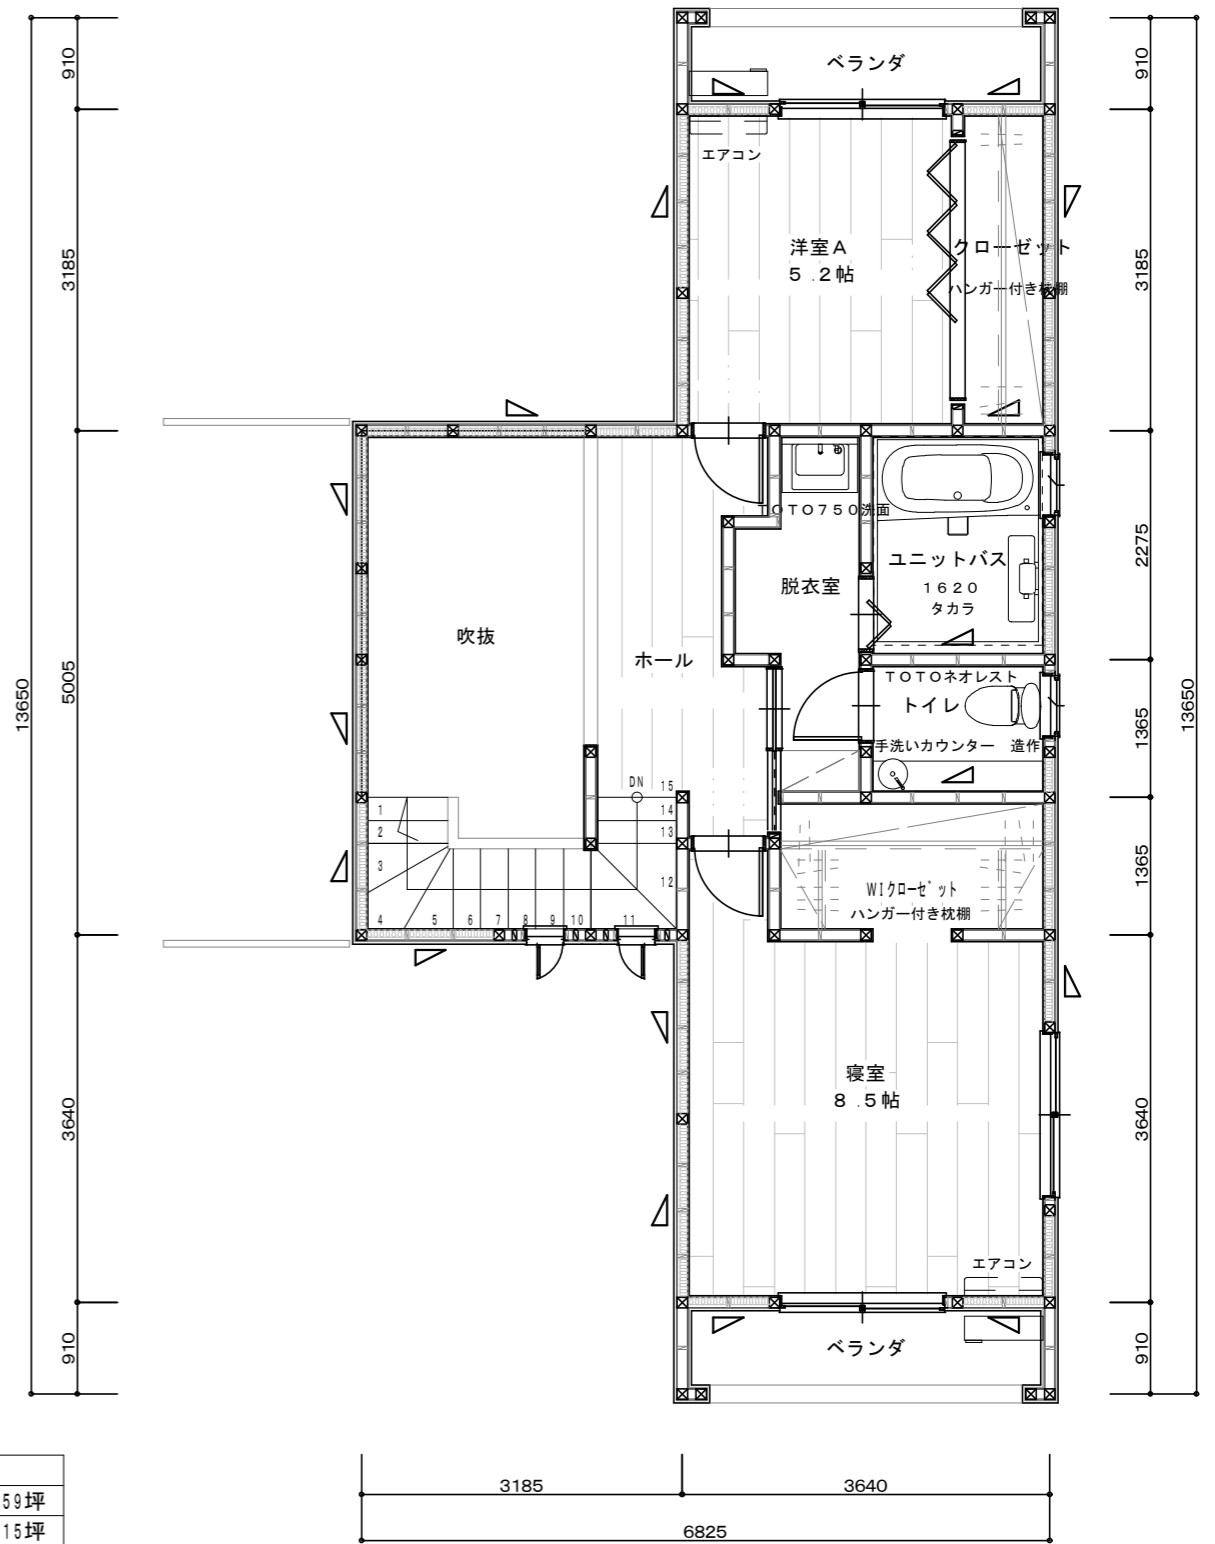 910
ベランダ
910
エアコン
3185
洋室A
5.2帖
クローゼット
ハンガー付き枕棚
3185
TOTO750洗面
脱衣室
ユニットバス
1620
タカラ
2275
吹抜
ホール
13650
5005
TOTOネオレスト
トイレ
手洗いカウンター 造作
1365
13650
DN
15
14
13
12
1
2
3
4
5
6
7
8
9
10
11
WIクローゼット
ハンガー付き枕棚
1365
3640
寝室
8.5帖
エアコン
3640
910
ベランダ
910
3185
3640
6825
59坪
15坪